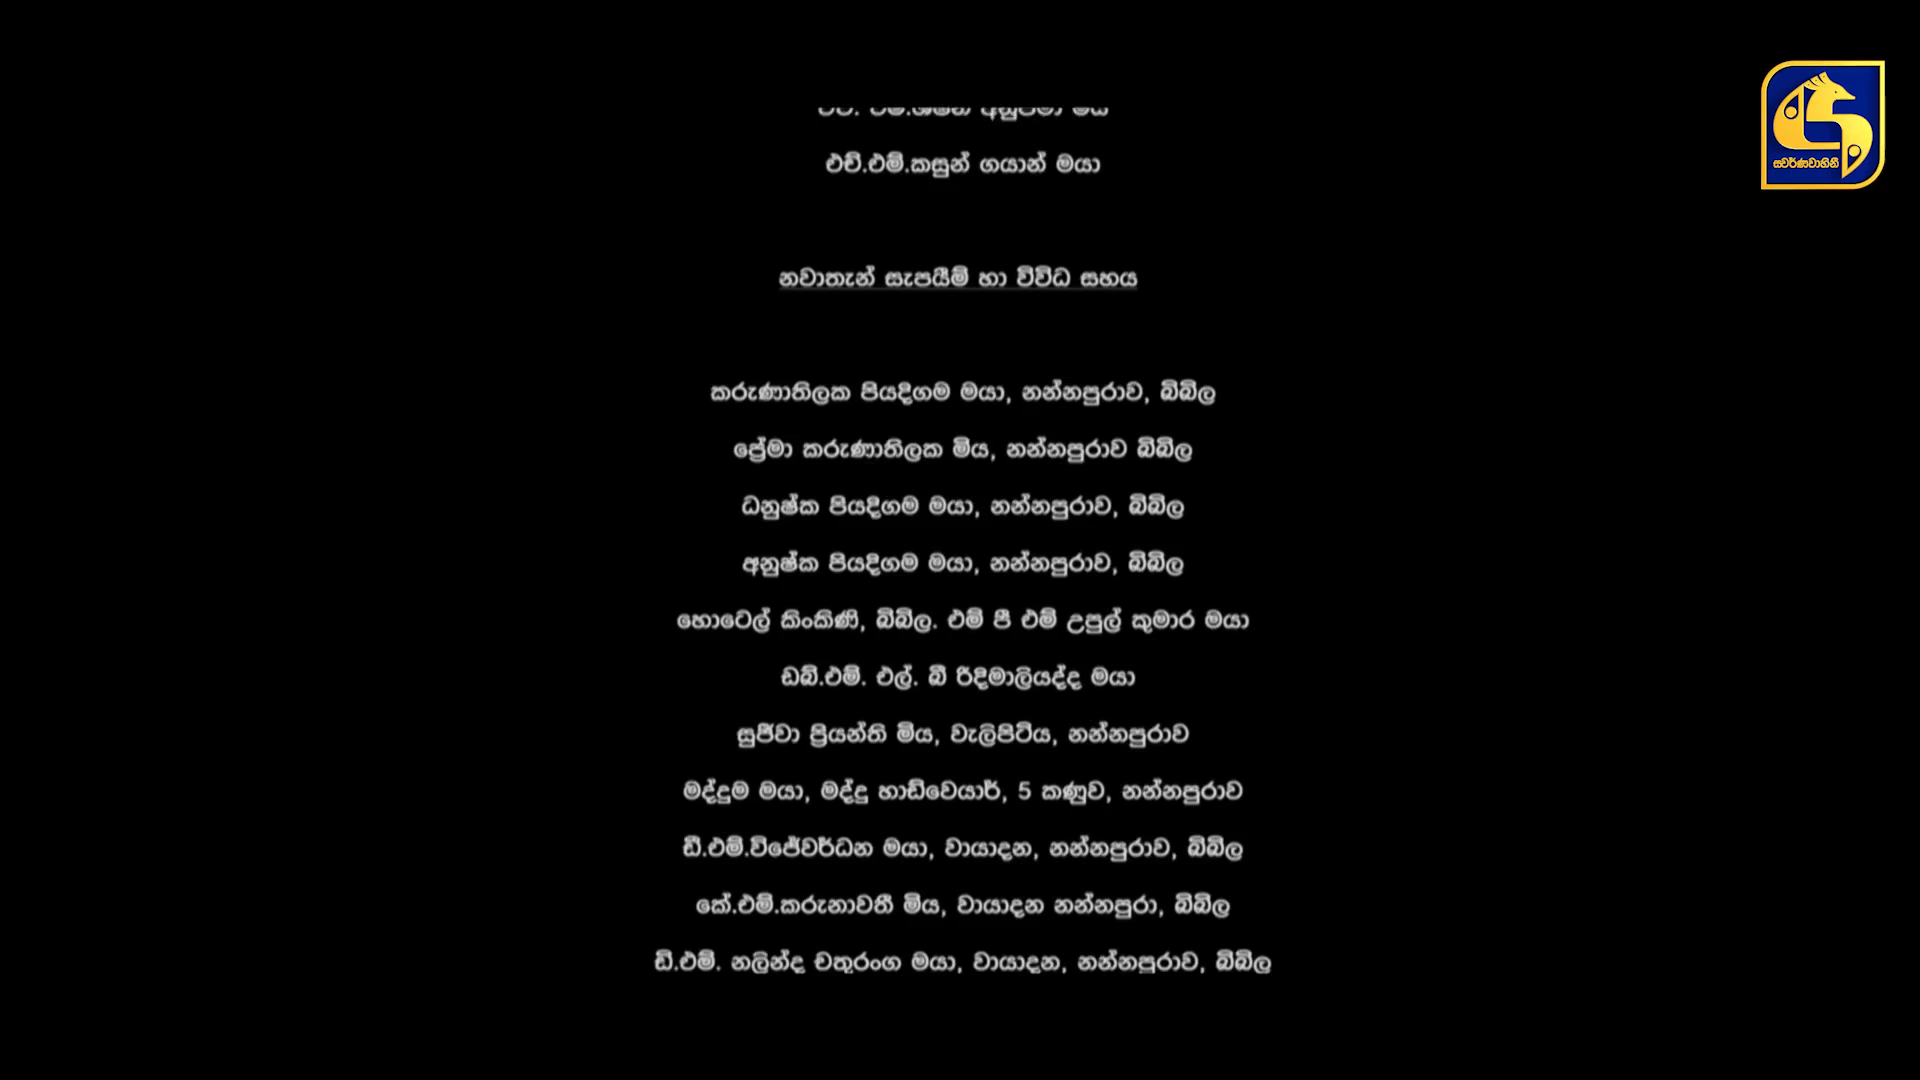 එච්.එම්.කසුන් ගයාන් මයා
නවාතැන් සැපයීම් හා විවිධ සහය
කරුණාතිලක පියදිගම මයා, නන්නපුරාව, බිබිල
ප්‍රේමා කරුණාතිලක මිය, නන්නපුරාව බිබිල
ධනුෂ්ක පියදිගම මයා, නන්නපුරාව, බිබිල
අනුෂ්ක පියදිගම මයා, නන්නපුරාව, බිබිල
හොටෙල් කිංකිණි, බිබිල. එම් පී එම් උපුල් කුමාර මයා
ඩබ්.එම්. එල්. බී රිදිමාලියද්ද මයා
සුජීවා ප්‍රියන්ති මිය, වැලිපිටිය, නන්නපුරාව
මද්දුම මයා, මද්දු හාඩ්වෙයාර්, 5 කණුව, නන්නපුරාව
ඩී.එම්.විජේවර්ධන මයා, වායාදන, නන්නපුරාව, බිබිල
කේ.එම්.කරුනාවතී මිය, වායාදන නන්නපුරා, බිබිල
ඩි.එම්. නලින්ද චතුරංග මයා, වායාදන, නන්නපුරාව, බිබිල
ස්වර්ණවාහිනී